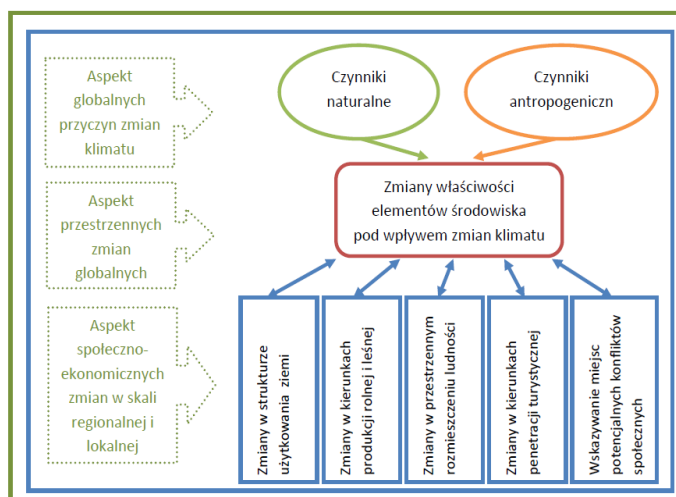 Aspekt
globalnych
przyczyn zmian
klimatu
Czynniki
naturalne
Czynniki
antropogeniczn
Aspekt
przestrzennych
zmian
globalnych
Zmiany właściwości
elementów środowiska
pod wpływem zmian klimatu
Aspekt
społeczno-
ekonomicznych
zmian w skali
regionalnej i
lokalnej
Zmiany w strukturze
użytkowania ziemi
Zmiany w kierunkach
produkcji rolnej i leśnej
Zmiany w przestrzennym
rozmieszczeniu ludności
Zmiany w kierunkach
penetracji turystycznej
Wskazywanie miejsc
potencjalnych konfliktów
społecznych